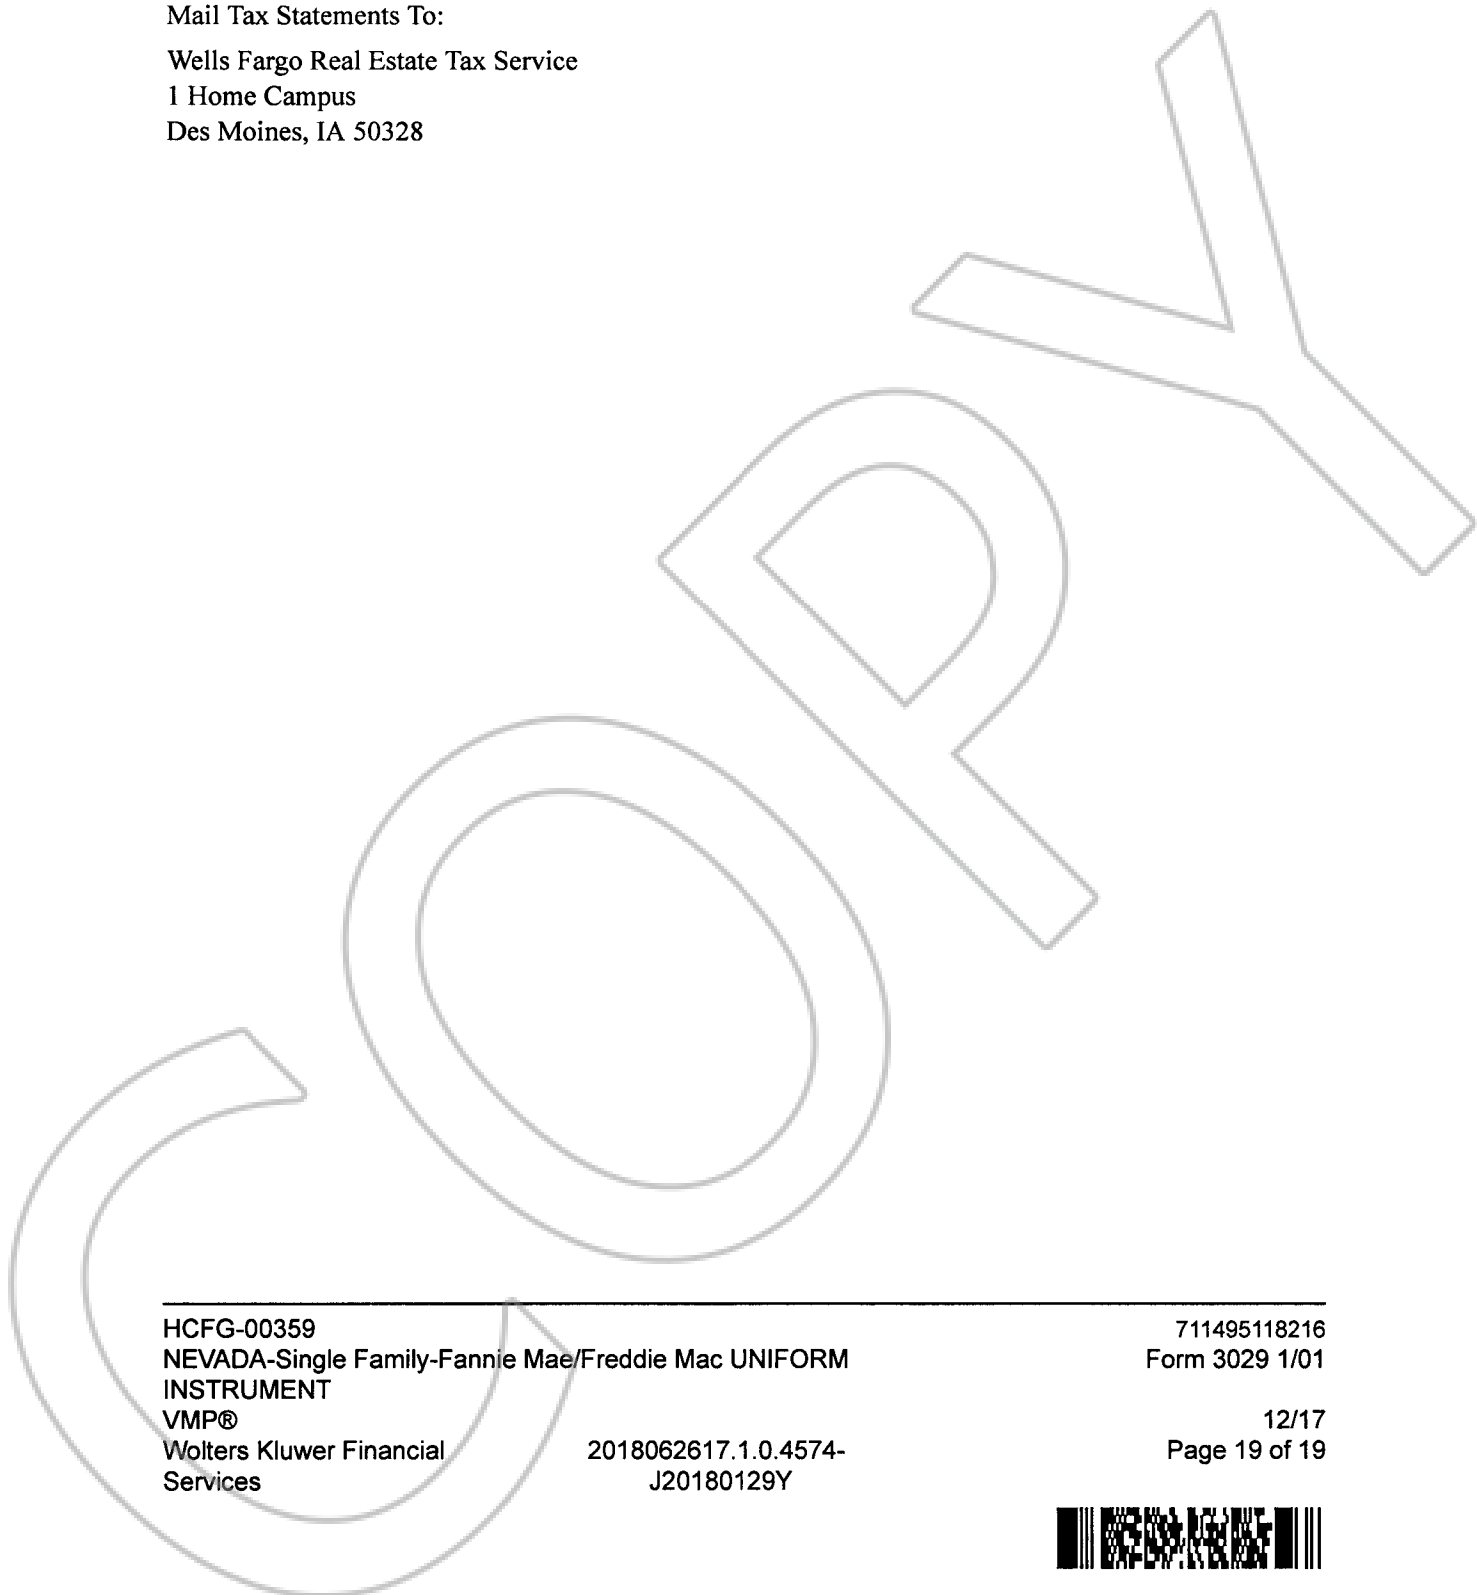 Mail Tax Statements To:
Wells Fargo Real Estate Tax Service
1 Home Campus
Des Moines, IA 50328
COPY
HCFG-00359 711495118216
NEVADA-Single Family-Fannie Mae/Freddie Mac UNIFORM Form 3029 1/01
INSTRUMENT
VMP® 12/17
Wolters Kluwer Financial 2018062617.1.0.4574- Page 19 of 19
Services J20180129Y